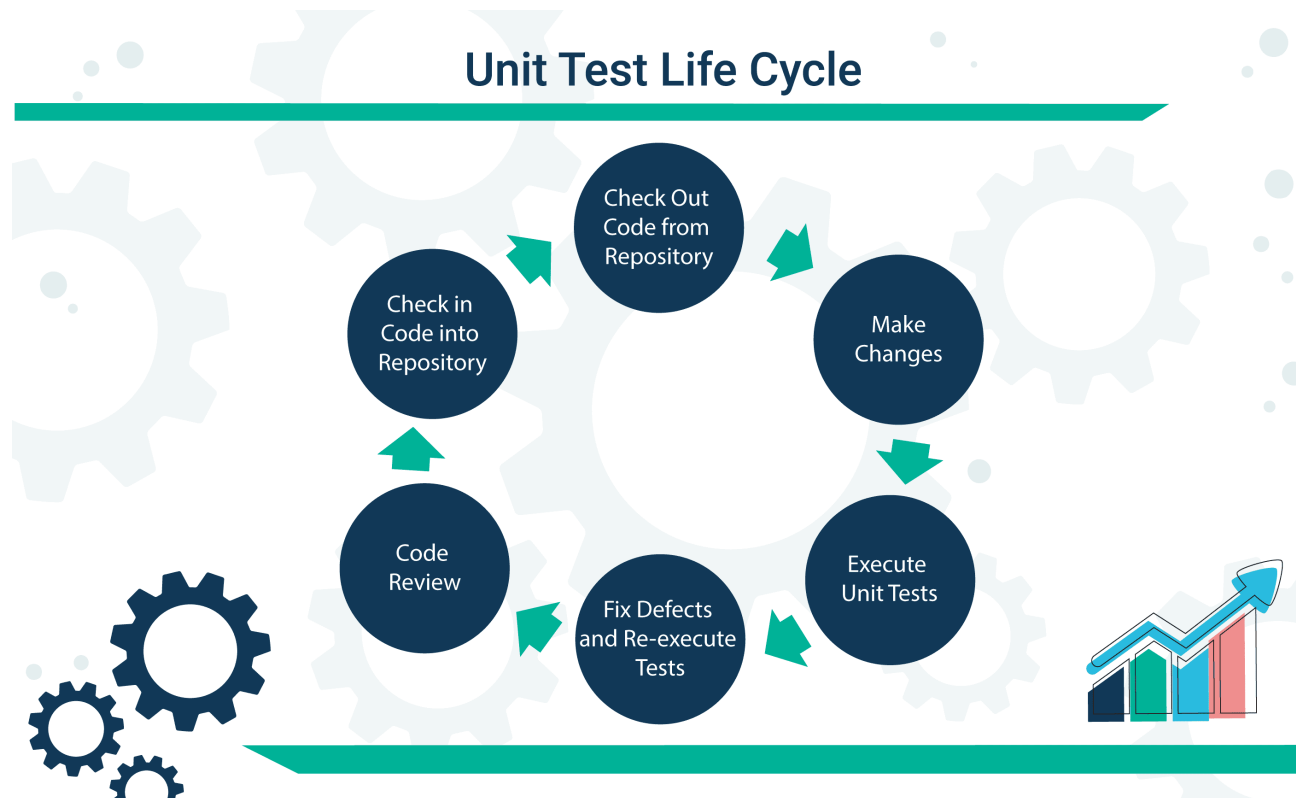 Unit Test Life Cycle
Check Out
Code from
Repository
Make
Changes
Execute
Unit Tests
Fix Defects
and Re-execute
Tests
Code
Review
Check in
Code into
Repository